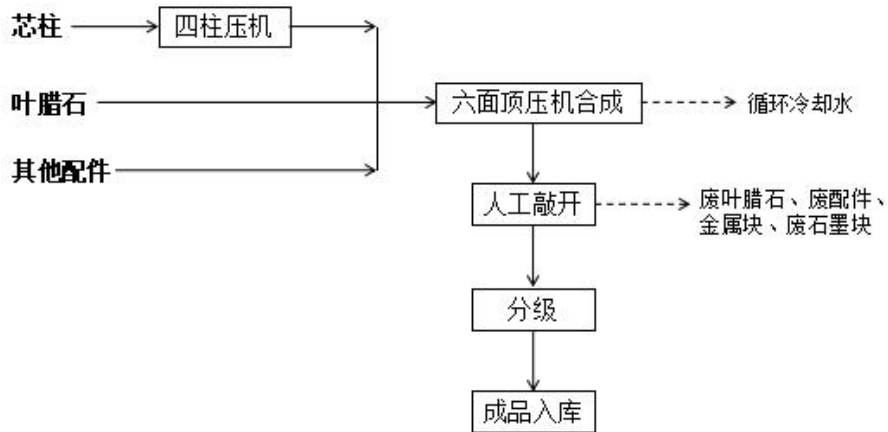 芯柱
四柱压机
叶腊石
六面顶压机合成
循环冷却水
其他配件
人工敲开
废叶腊石、废配件、
金属块、废石墨块
分级
成品入库